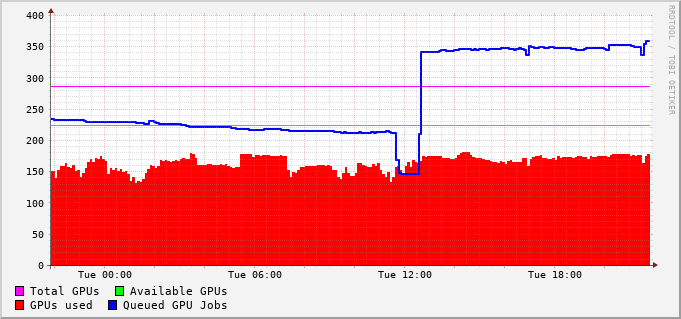 RRDTOOL / TOBI OETIKER
400
350
300
250
200
150
100
50
0
Tue 00:00 Tue 06:00 Tue 12:00 Tue 18:00
Total GPUs Available GPUs
GPUs used Queued GPU Jobs